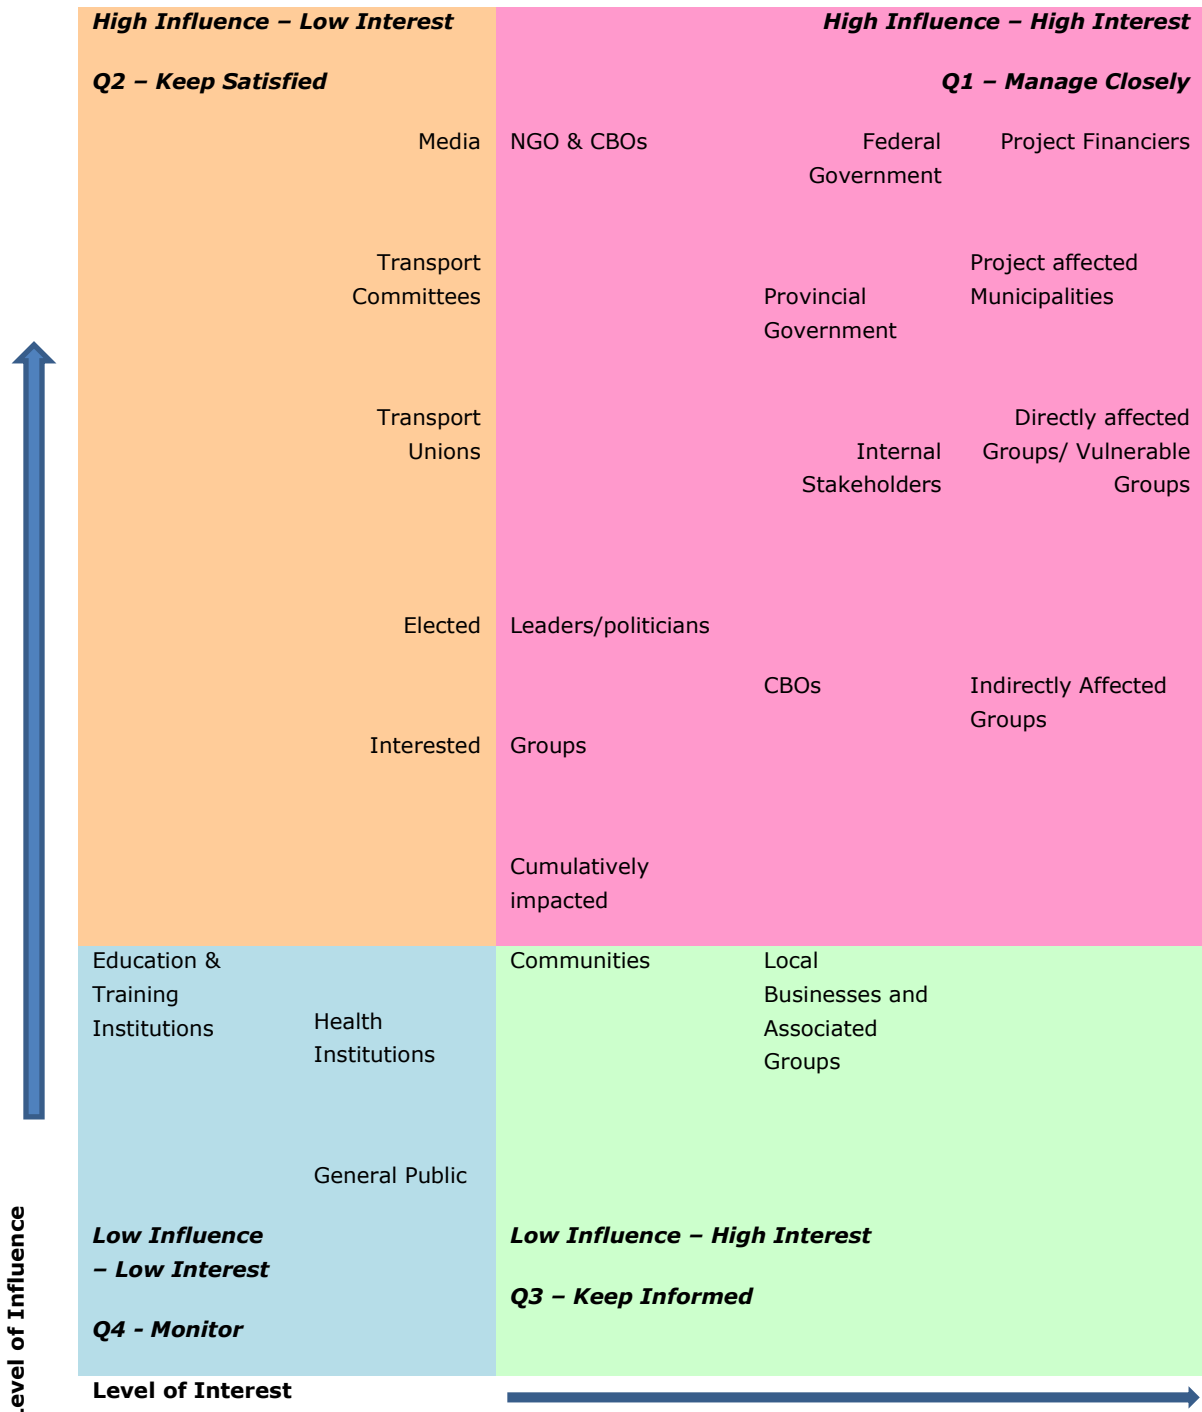 High Influence – Low Interest
High Influence – High Interest
Q2 – Keep Satisfied
Q1 – Manage Closely
Media
NGO & CBOs
Federal
Government
Project Financiers
Transport
Committees
Provincial
Government
Project affected
Municipalities
Transport
Unions
Internal
Stakeholders
Directly affected
Groups/ Vulnerable
Groups
Elected Leaders/politicians
CBOs
Indirectly Affected
Groups
Interested Groups
Cumulatively
impacted
Communities
Education &
Training
Institutions
Health
Institutions
Local
Businesses and
Associated
Groups
General Public
Low Influence
– Low Interest
Q4 - Monitor
Low Influence – High Interest
Q3 – Keep Informed
Level of Influence
Level of Interest